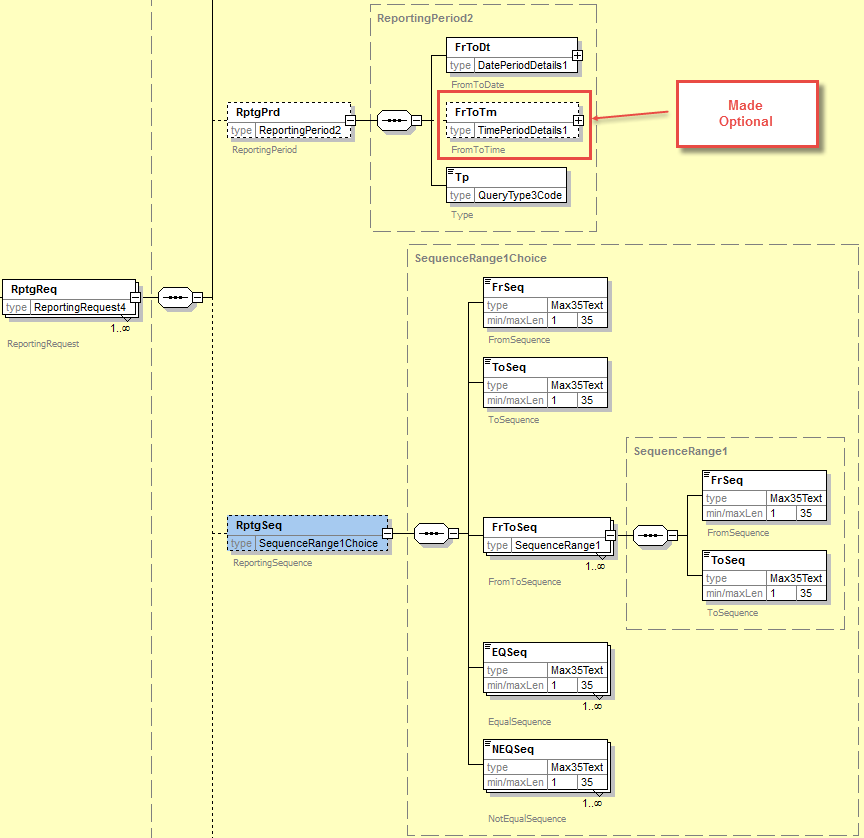 ReportingPeriod2
FrToDt
type DatePeriodDetails1
FromToDate
RptgPrd
type ReportingPeriod2
ReportingPeriod
FrToTm
type TimePeriodDetails1
FromToTime
Made
Optional
Tp
type QueryType3Code
Type
RptgReq
type ReportingRequest4
1..∞
ReportingRequest
SequenceRange1Choice
FrSeq
type Max35Text
min/maxLen 1 35
FromSequence
ToSeq
type Max35Text
min/maxLen 1 35
ToSequence
RptgSeq
type SequenceRange1Choice
ReportingSequence
FrToSeq
type SequenceRange1
1..∞
FromToSequence
SequenceRange1
FrSeq
type Max35Text
min/maxLen 1 35
FromSequence
ToSeq
type Max35Text
min/maxLen 1 35
ToSequence
EQSeq
type Max35Text
min/maxLen 1 35
1..∞
EqualSequence
NEQSeq
type Max35Text
min/maxLen 1 35
1..∞
NotEqualSequence